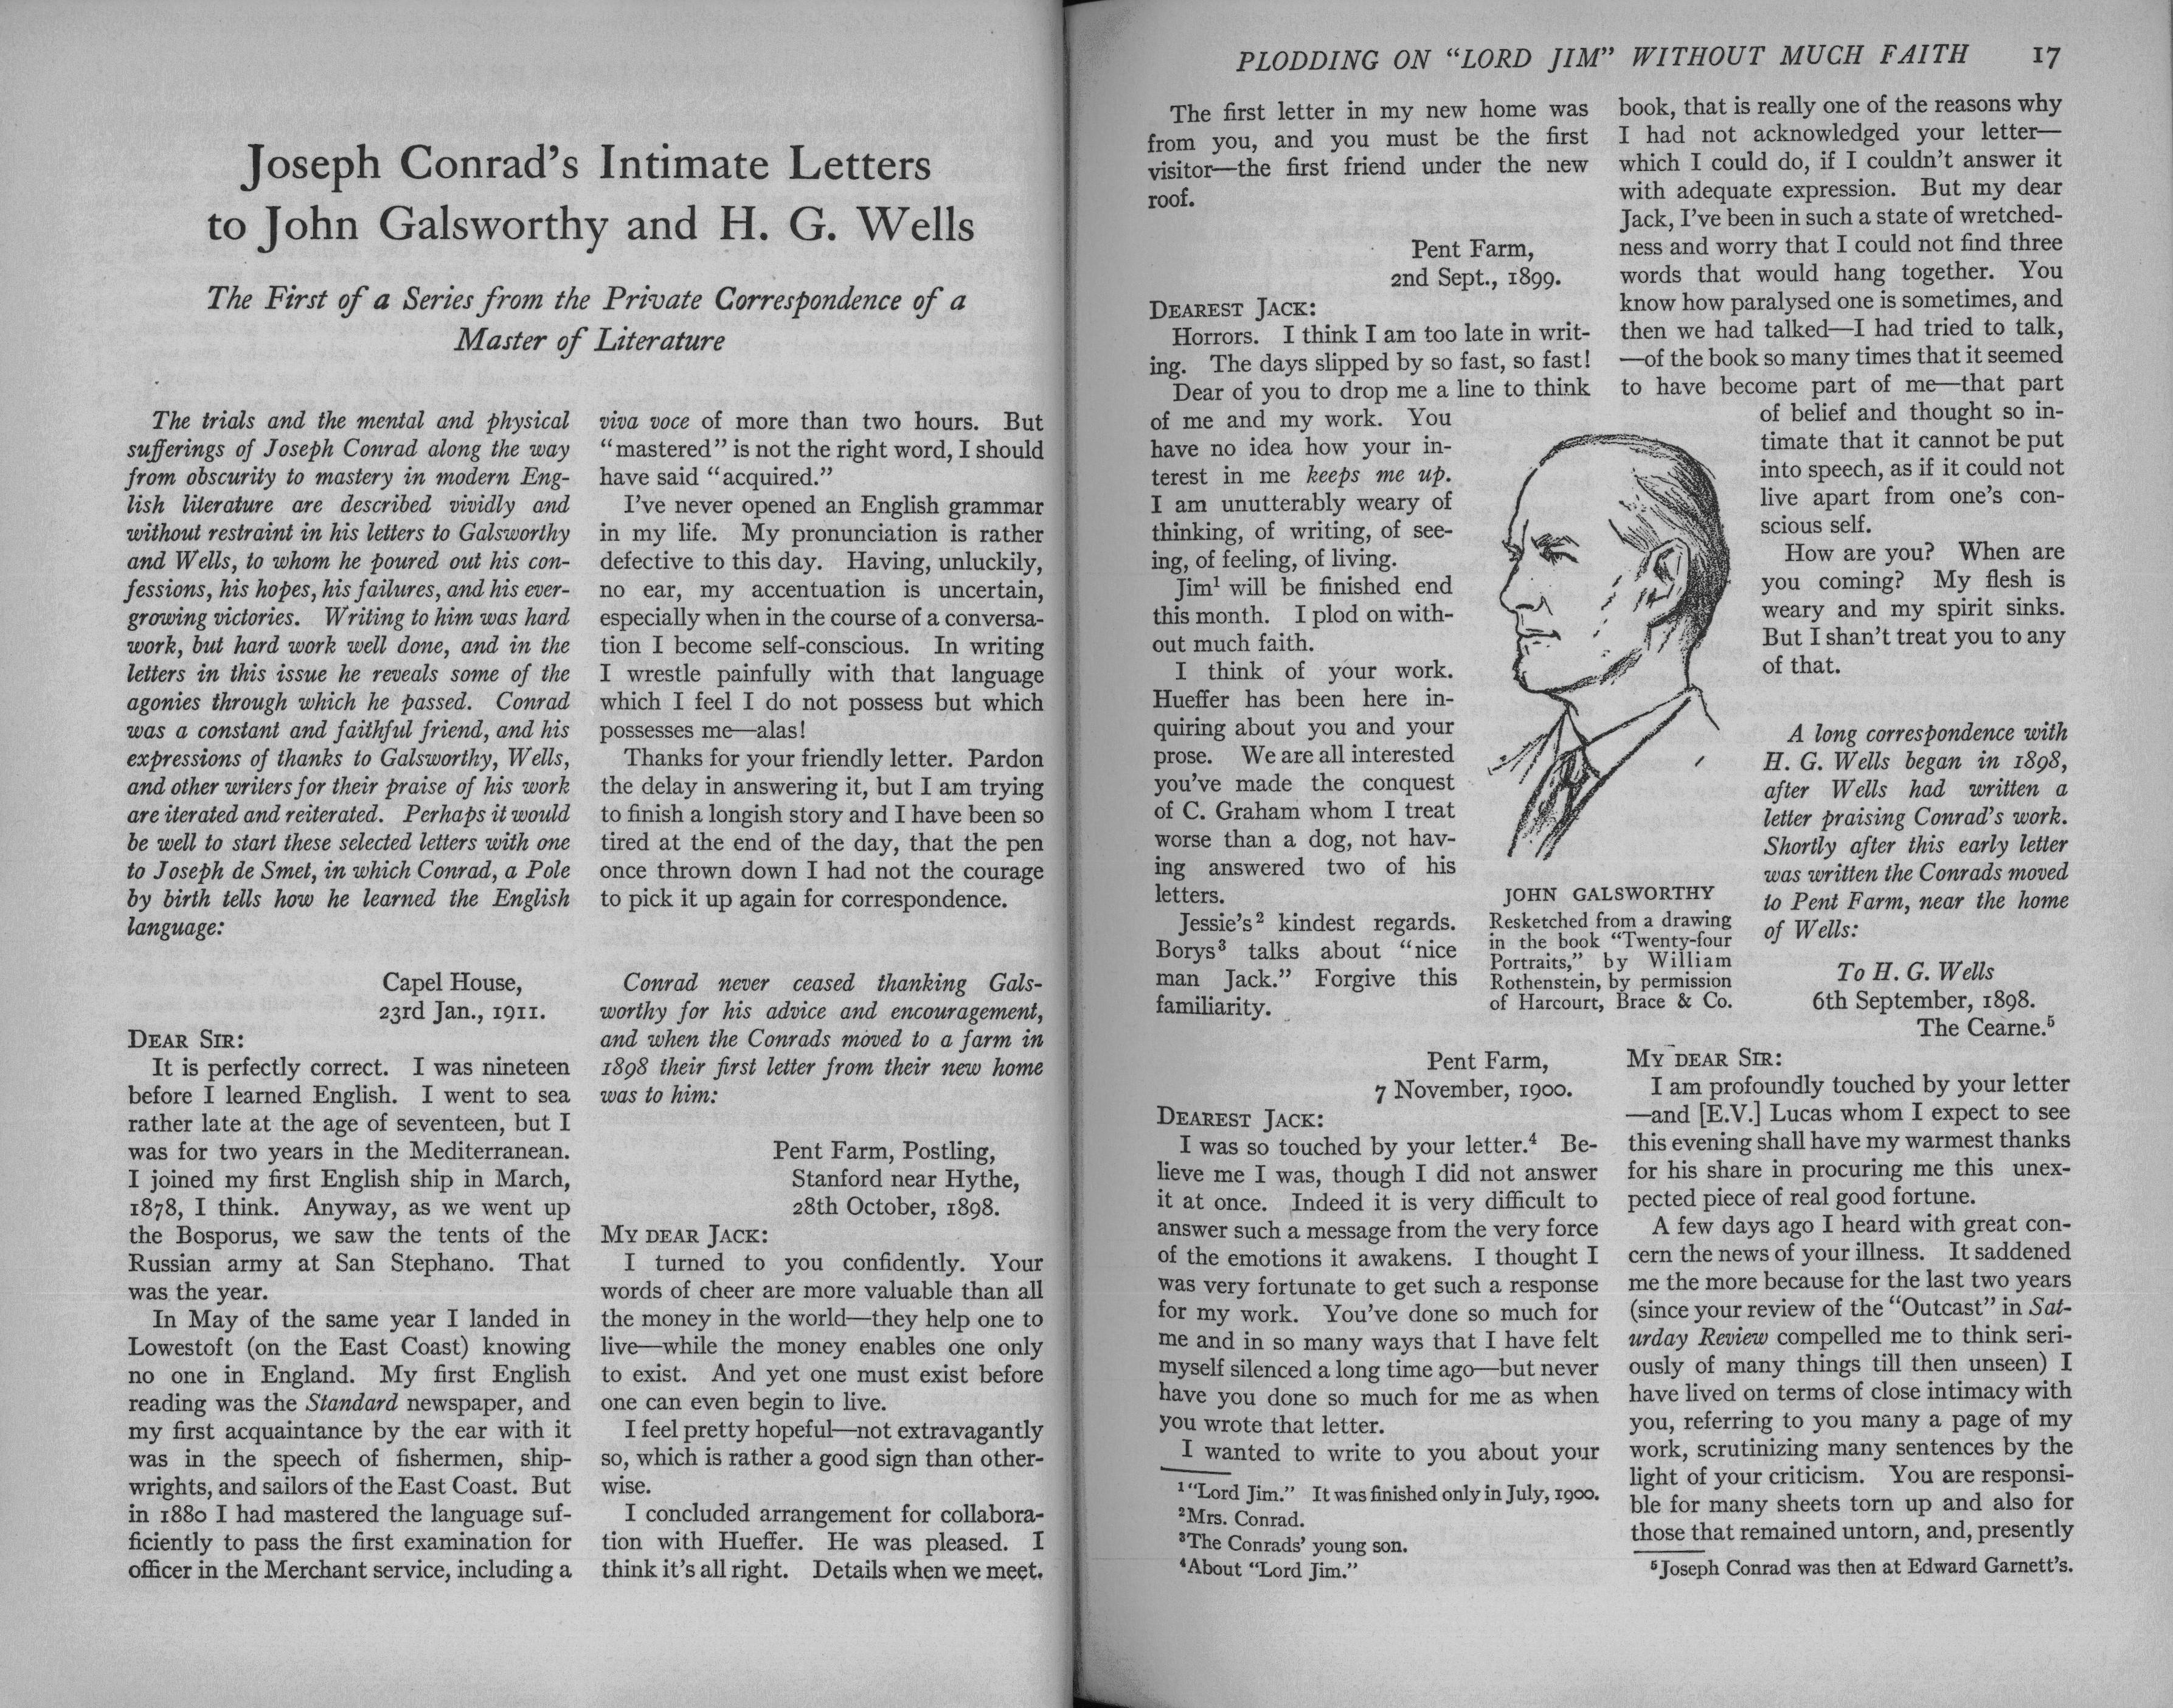 Joseph Conrad's Intimate Letters
to John Galsworthy and H. G. Wells
The First of a Series from the Private Correspondence of a
Master of Literature
The trials and the mental and physical
sufferings of Joseph Conrad along the way
from obscurity to mastery in modern Eng-
lish literature are described vividly and
without restraint in his letters to Galsworthy
and Wells, to whom he poured out his con-
fessions, his hopes, his failures, and his ever-
growing victories. Writing to him was hard
work, but hard work well done, and in the
letters in this issue he reveals some of the
agonies through which he passed. Conrad
was a constant and faithful friend, and his
expressions of thanks to Galsworthy, Wells,
and other writers for their praise of his work
are iterated and reiterated. Perhaps it would
be well to start these selected letters with one
to Joseph de Smet, in which Conrad, a Pole
by birth tells how he learned the English
language:
Capel House,
23rd Jan., 1911.
DEAR SIR:
It is perfectly correct. I was nineteen
before I learned English. I went to sea
rather late at the age of seventeen, but I
was for two years in the Mediterranean.
I joined my first English ship in March,
1878, I think. Anyway, as we went up
the Bosporus, we saw the tents of the
Russian army at San Stephano. That
was the year.
In May of the same year I landed in
Lowestoft (on the East Coast) knowing
no one in England. My first English
reading was the Standard newspaper, and
my first acquaintance by the ear with it
was in the speech of fishermen, ship-
wrights, and sailors of the East Coast. But
in 1880 I had mastered the language suf-
ficiently to pass the first examination for
officer in the Merchant service, including a
viva voce of more than two hours. But
"mastered" is not the right word, I should
have said "acquired."
I've never opened an English grammar
in my life. My pronunciation is rather
defective to this day. Having, unluckily,
no ear, my accentuation is uncertain,
especially when in the course of a conversa-
tion I become self-conscious. In writing
I wrestle painfully with that language
which I feel I do not possess but which
possesses me—alas!
Thanks for your friendly letter. Pardon
the delay in answering it, but I am trying
to finish a longish story and I have been so
tired at the end of the day, that the pen
once thrown down I had not the courage
to pick it up again for correspondence.
Conrad never ceased thanking Gals-
worthy for his advice and encouragement,
and when the Conrads moved to a farm in
1898 their first letter from their new home
was to him:
Pent Farm, Postling,
Stanford near Hythe,
28th October, 1898.
MY DEAR JACK:
I turned to you confidently. Your
words of cheer are more valuable than all
the money in the world—they help one to
live—while the money enables one only
to exist. And yet one must exist before
one can even begin to live.
I feel pretty hopeful—not extravagantly
so, which is rather a good sign than other-
wise.
I concluded arrangement for collabora-
tion with Hueffer. He was pleased. I
think it's all right. Details when we meet.
PLODDING ON "LORD JIM" WITHOUT MUCH FAITH 17
The first letter in my new home was
from you, and you must be the first
visitor—the first friend under the new
roof.
Pent Farm,
2nd Sept., 1899.
DEAREST JACK:
Horrors. I think I am too late in writ-
ing. The days slipped by so fast, so fast!
Dear of you to drop me a line to think
of me and my work. You
have no idea how your in-
terest in me keeps me up.
I am unutterably weary of
thinking, of writing, of see-
ing, of feeling, of living.
Jim¹ will be finished end
this month. I plod on with-
out much faith.
I think of your work.
Hueffer has been here in-
quiring about you and your
prose. We are all interested
you've made the conquest
of C. Graham whom I treat
worse than a dog, not hav-
ing answered two of his
letters.
Jessie's² kindest regards.
Borys³ talks about "nice
man Jack." Forgive this
familiarity.
Pent Farm,
7 November, 1900.
DEAREST JACK:
I was so touched by your letter.⁴ Be-
lieve me I was, though I did not answer
it at once. Indeed it is very difficult to
answer such a message from the very force
of the emotions it awakens. I thought I
was very fortunate to get such a response
for my work. You've done so much for
me and in so many ways that I have felt
myself silenced a long time ago—but never
have you done so much for me as when
you wrote that letter.
I wanted to write to you about your
¹"Lord Jim." It was finished only in July, 1900.
²Mrs. Conrad.
³The Conrads' young son.
⁴About "Lord Jim."
JOHN GALSWORTHY
Resketched from a drawing
in the book "Twenty-four
Portraits," by William
Rothenstein, by permission
of Harcourt, Brace & Co.
book, that is really one of the reasons why
I had not acknowledged your letter—
which I could do, if I couldn't answer it
with adequate expression. But my dear
Jack, I've been in such a state of wretched-
ness and worry that I could not find three
words that would hang together. You
know how paralysed one is sometimes, and
then we had talked—I had tried to talk,
—of the book so many times that it seemed
to have become part of me—that part
of belief and thought so in-
timate that it cannot be put
into speech, as if it could not
live apart from one's con-
scious self.
How are you? When are
you coming? My flesh is
weary and my spirit sinks.
But I shan't treat you to any
of that.
A long correspondence with
H. G. Wells began in 1898,
after Wells had written a
letter praising Conrad's work.
Shortly after this early letter
was written the Conrads moved
to Pent Farm, near the home
of Wells:
To H. G. Wells
6th September, 1898.
The Cearne.⁵
MY DEAR SIR:
I am profoundly touched by your letter
—and [E.V.] Lucas whom I expect to see
this evening shall have my warmest thanks
for his share in procuring me this unex-
pected piece of real good fortune.
A few days ago I heard with great con-
cern the news of your illness. It saddened
me the more because for the last two years
(since your review of the "Outcast" in Sat-
urday Review compelled me to think seri-
ously of many things till then unseen) I
have lived on terms of close intimacy with
you, referring to you many a page of my
work, scrutinizing many sentences by the
light of your criticism. You are responsi-
ble for many sheets torn up and also for
those that remained untorn, and, presently
⁵Joseph Conrad was then at Edward Garnett's.